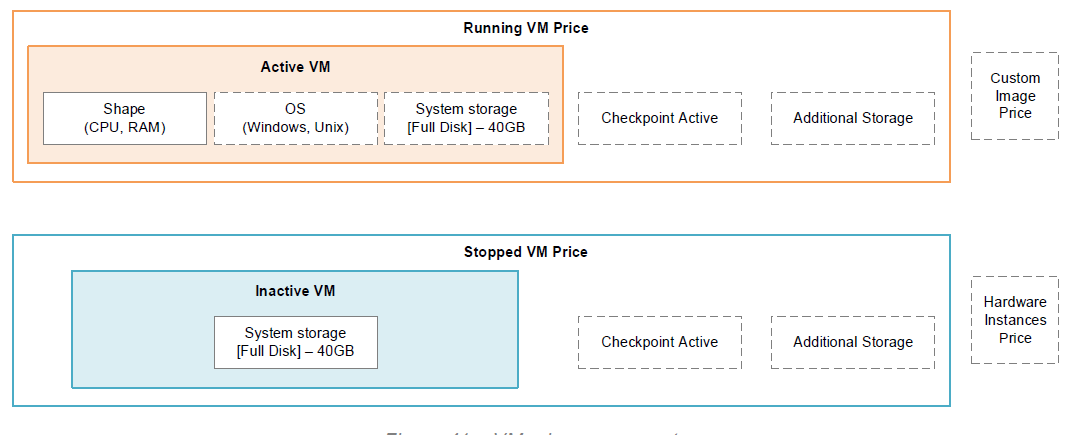 Running VM Price
Active VM
Shape
(CPU, RAM)
OS
(Windows, Unix)
System storage
[Full Disk] – 40GB
Checkpoint Active
Additional Storage
Custom
Image
Price
Stopped VM Price
Inactive VM
System storage
[Full Disk] – 40GB
Checkpoint Active
Additional Storage
Hardware
Instances
Price